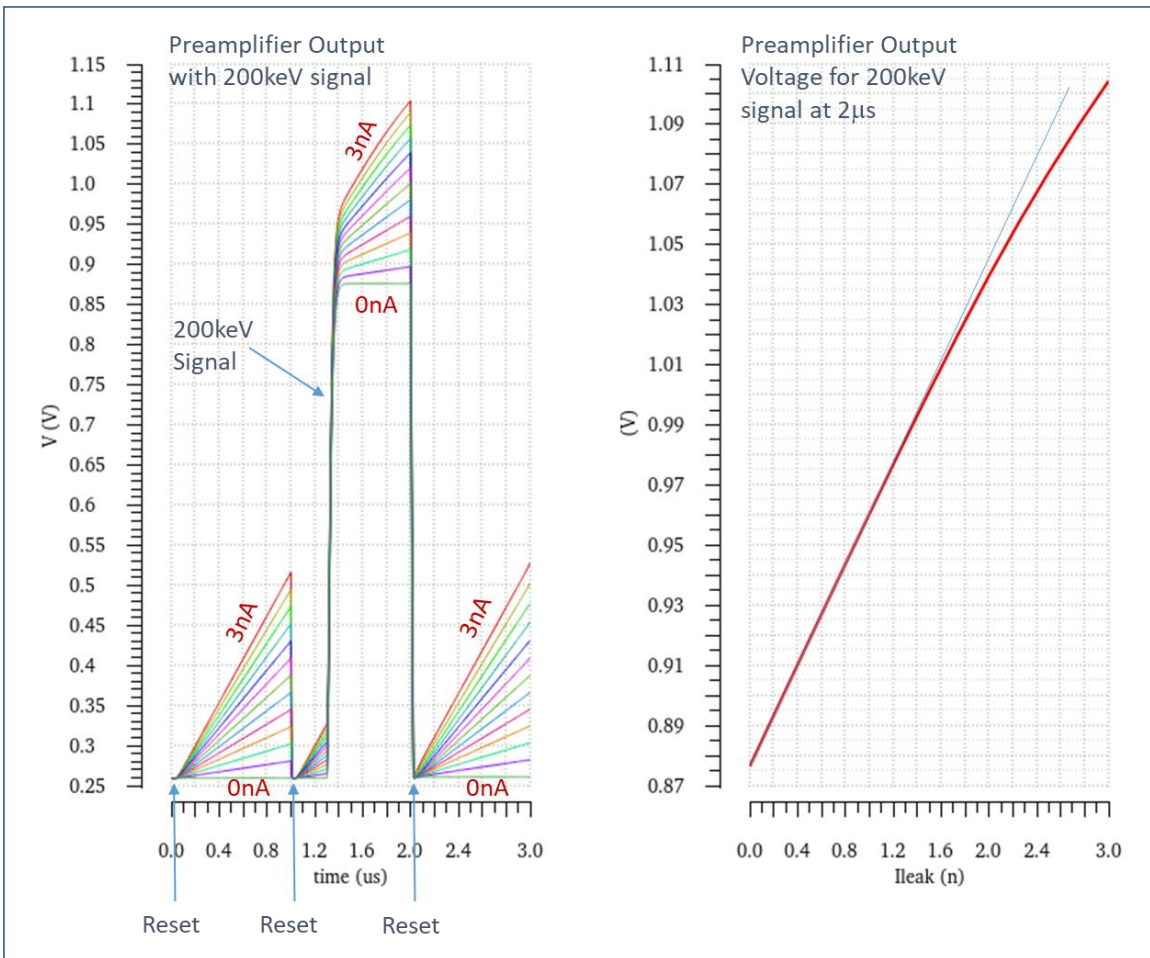 Preamplifier Output
with 200keV signal
1.15
1.1
1.05
1.0
0.95
0.9
0.85
0.8
0.75
0.7
0.65
0.6
0.55
0.5
0.45
0.4
0.35
0.3
0.25
V (V)
3nA
0nA
200keV
Signal
3nA
0nA
3nA
0nA
0.0 0.4 0.8 1.2 1.6 2.0 2.4 3.0
time (us)
Reset Reset Reset
Preamplifier Output
Voltage for 200keV
signal at 2µs
1.11
1.09
1.07
1.05
1.03
1.01
0.99
0.97
0.95
0.93
0.91
0.89
0.87
(V)
0.0 0.4 0.8 1.2 1.6 2.0 2.4 3.0
Ileak (n)